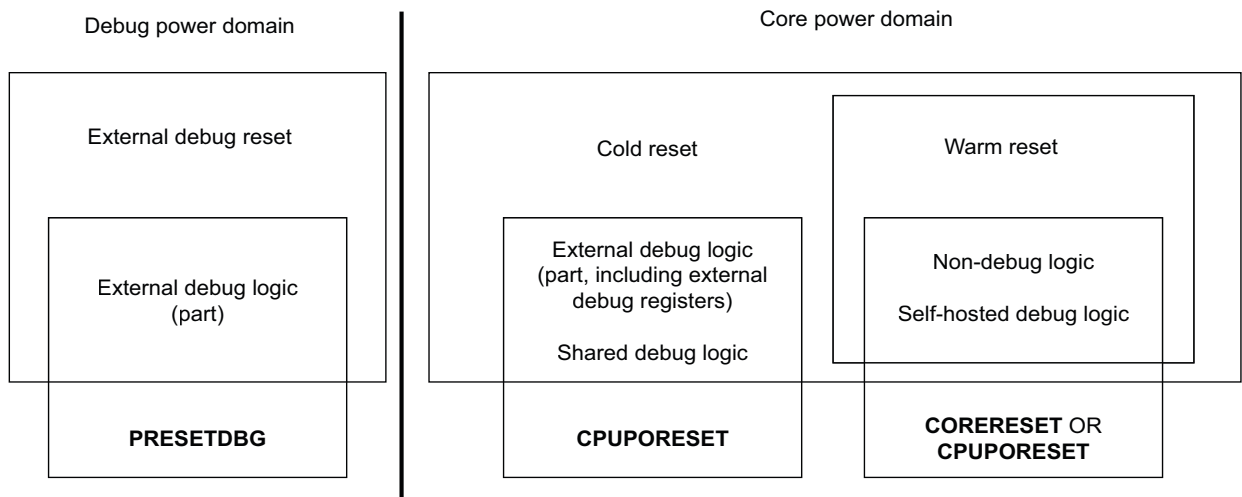 Debug power domain
Core power domain
External debug reset
Cold reset
Warm reset
External debug logic
(part)
External debug logic
(part, including external
debug registers)
Shared debug logic
Non-debug logic
Self-hosted debug logic
PRESETDBG
CPUPORESET
CORERESET OR
CPUPORESET